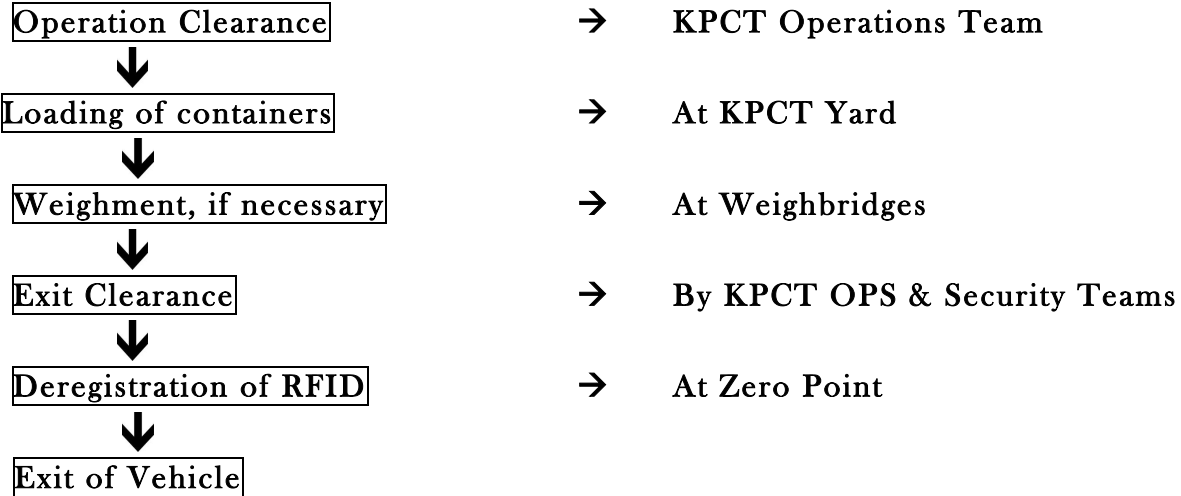 Operation Clearance → KPCT Operations Team
Loading of containers → At KPCT Yard
Weighment, if necessary → At Weighbridges
Exit Clearance → By KPCT OPS & Security Teams
Deregistration of RFID → At Zero Point
Exit of Vehicle